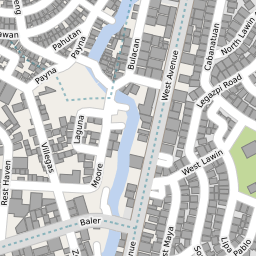 Pahutan
Payna
Bulacan
Cabanatuan
North Lawin
Payna
West Avenue
Legazpi Road
Laguna
Villegas
West Lawin
Moore
Rest Haven
Baler
West Maya
Pablo